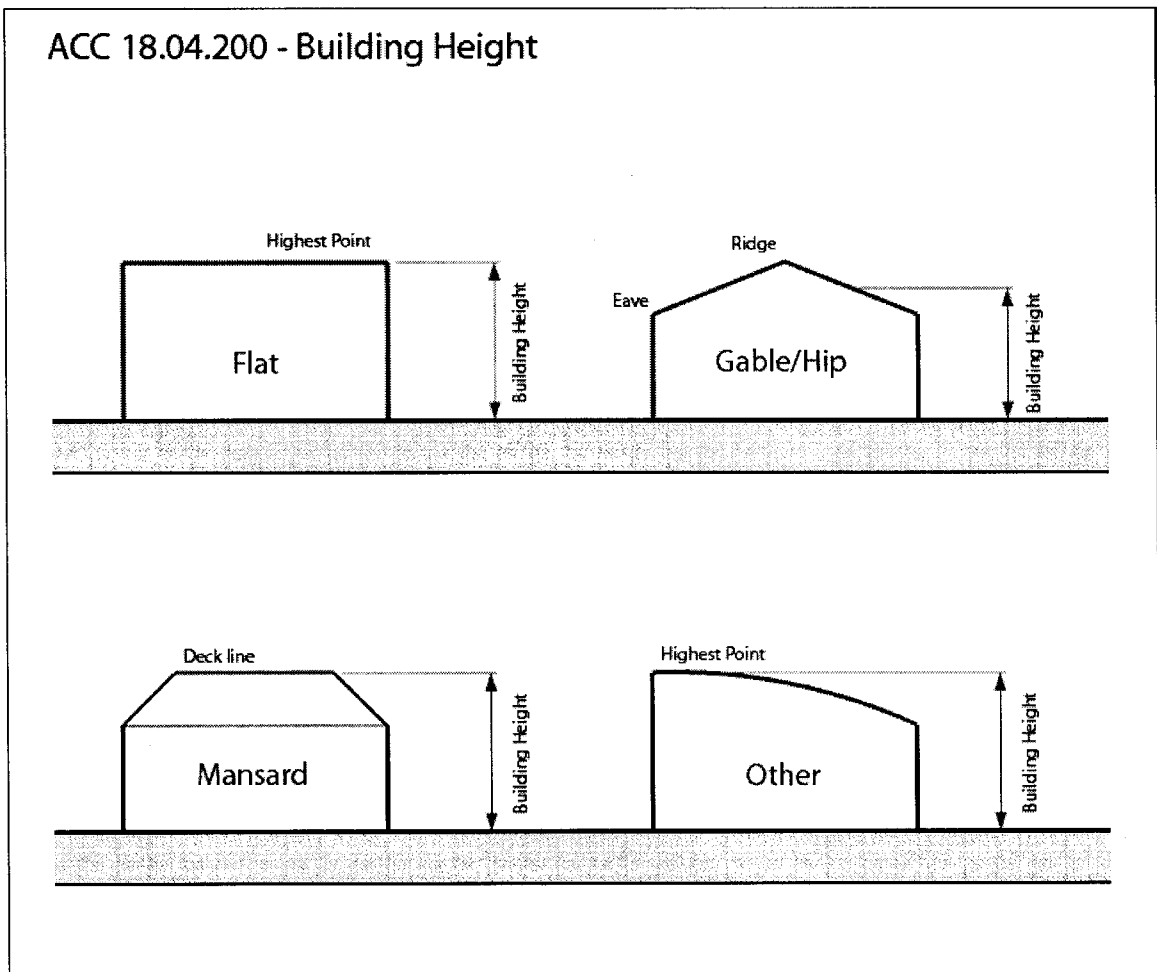 ACC 18.04.200 - Building Height
Highest Point
Flat
Building Height
Ridge
Eave
Gable/Hip
Building Height
Deck line
Mansard
Building Height
Highest Point
Other
Building Height